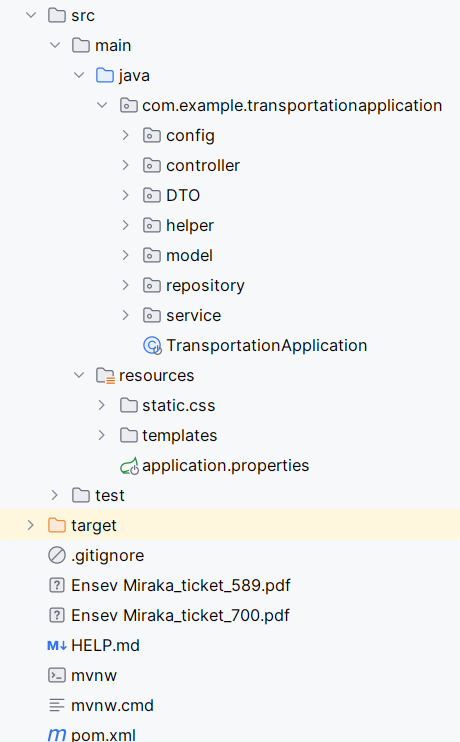 src
main
java
com.example.transportationapplication
config
controller
DTO
helper
model
repository
service
TransportationApplication
resources
static.css
templates
application.properties
test
target
.gitignore
Ensev Miraka_ticket_589.pdf
Ensev Miraka_ticket_700.pdf
HELP.md
mvnw
mvnw.cmd
pom.xml